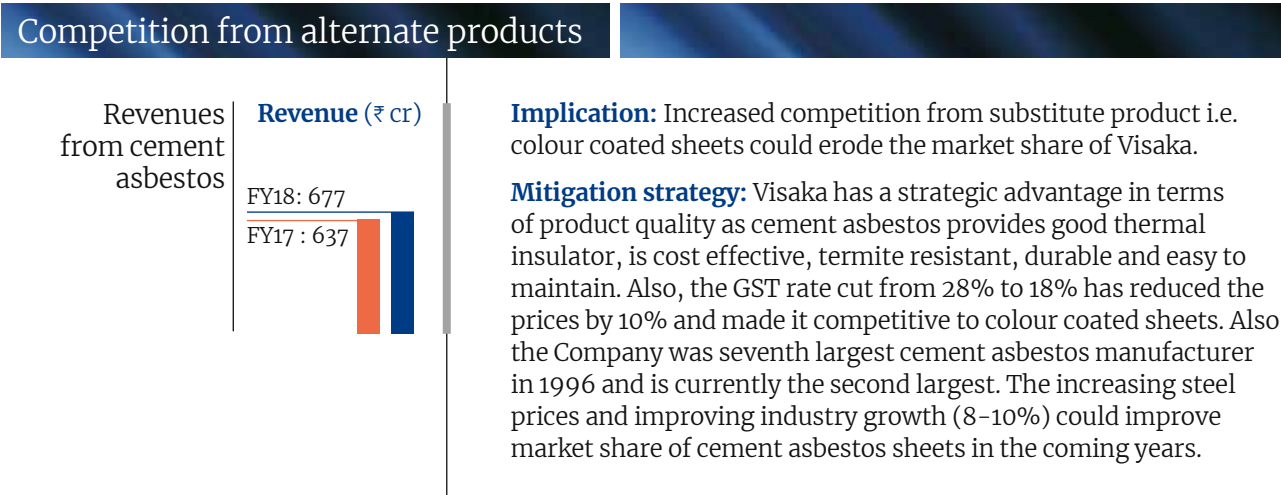 Competition from alternate products
Revenues
from cement
asbestos
Revenue (₹ cr)
FY18: 677
FY17 : 637
Implication: Increased competition from substitute product i.e.
colour coated sheets could erode the market share of Visaka.
Mitigation strategy: Visaka has a strategic advantage in terms
of product quality as cement asbestos provides good thermal
insulator, is cost effective, termite resistant, durable and easy to
maintain. Also, the GST rate cut from 28% to 18% has reduced the
prices by 10% and made it competitive to colour coated sheets. Also
the Company was seventh largest cement asbestos manufacturer
in 1996 and is currently the second largest. The increasing steel
prices and improving industry growth (8-10%) could improve
market share of cement asbestos sheets in the coming years.